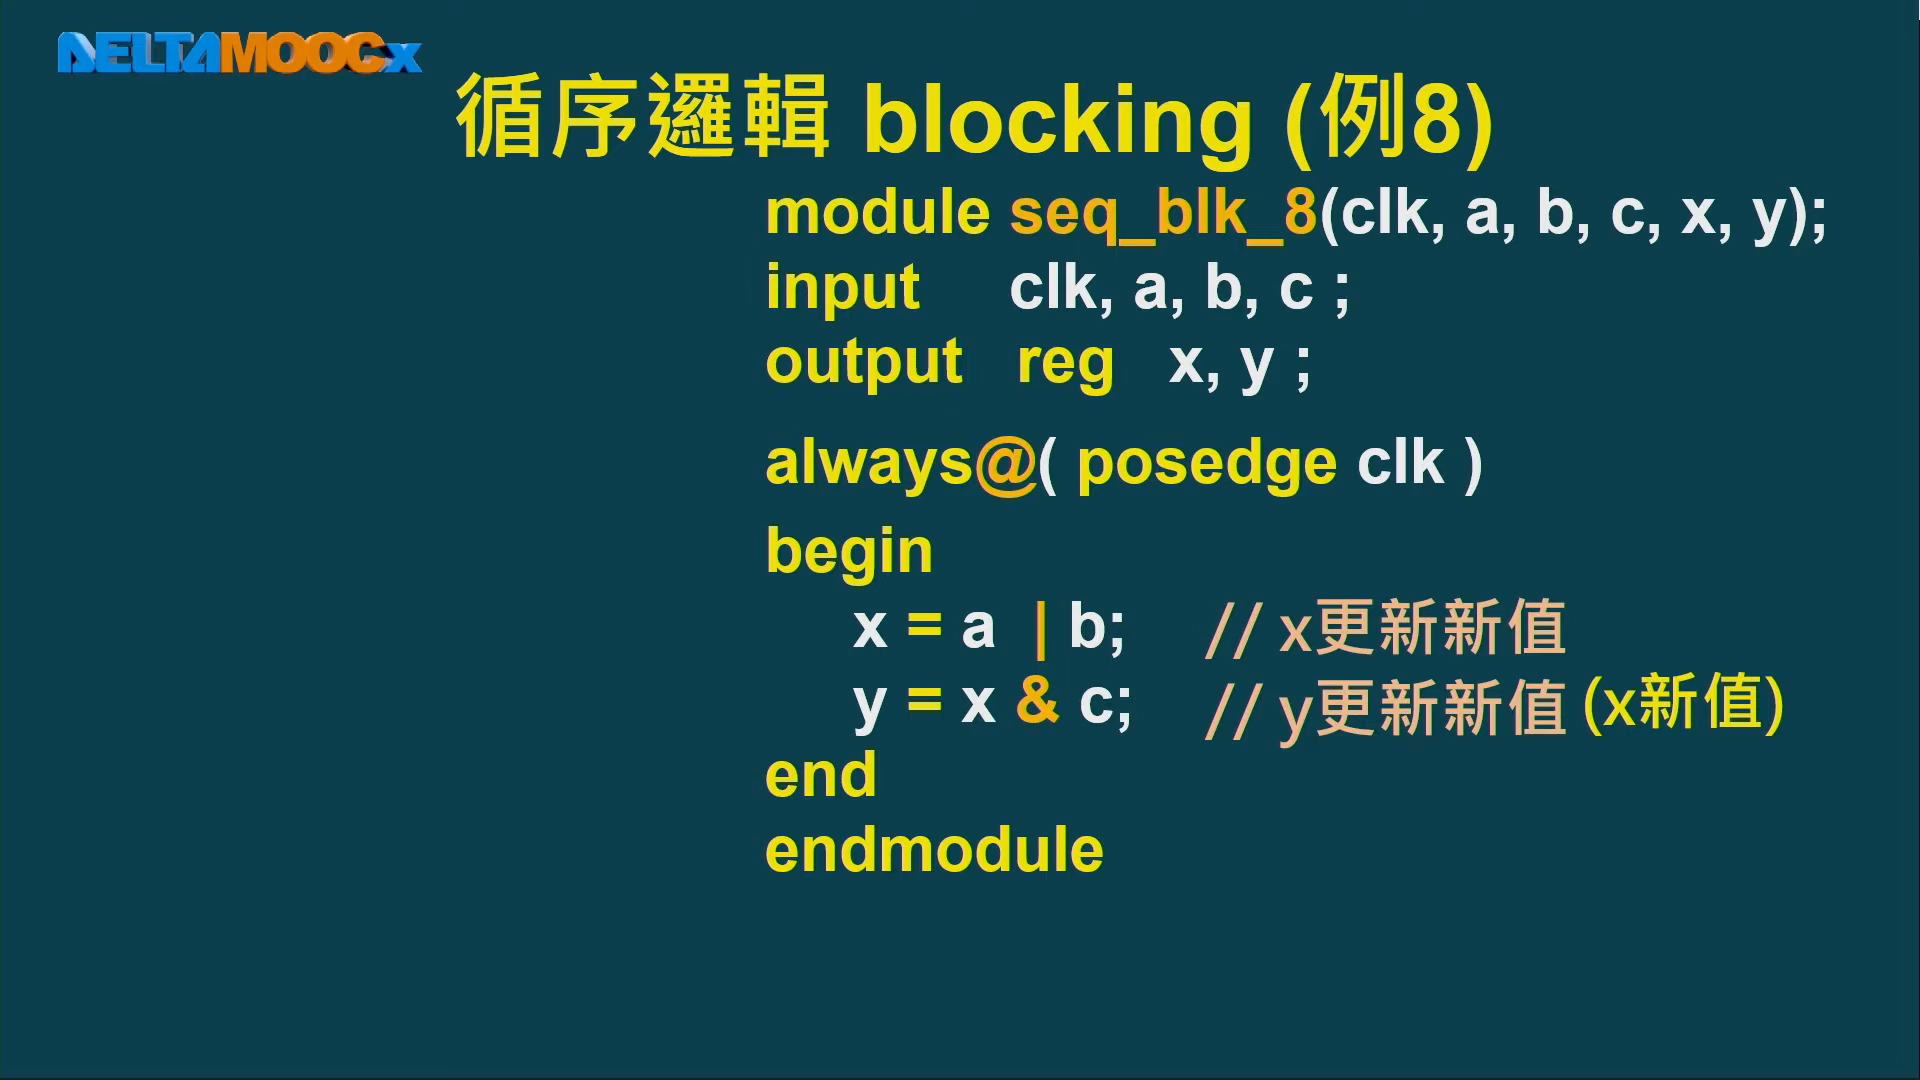 DELTAMOOCx
循序邏輯 blocking (例8)
module seq_blk_8(clk, a, b, c, x, y);
input clk, a, b, c ;
output reg x, y ;
always@( posedge clk )
begin
x = a | b; // x更新新值
y = x & c; // y更新新值 (x新值)
end
endmodule